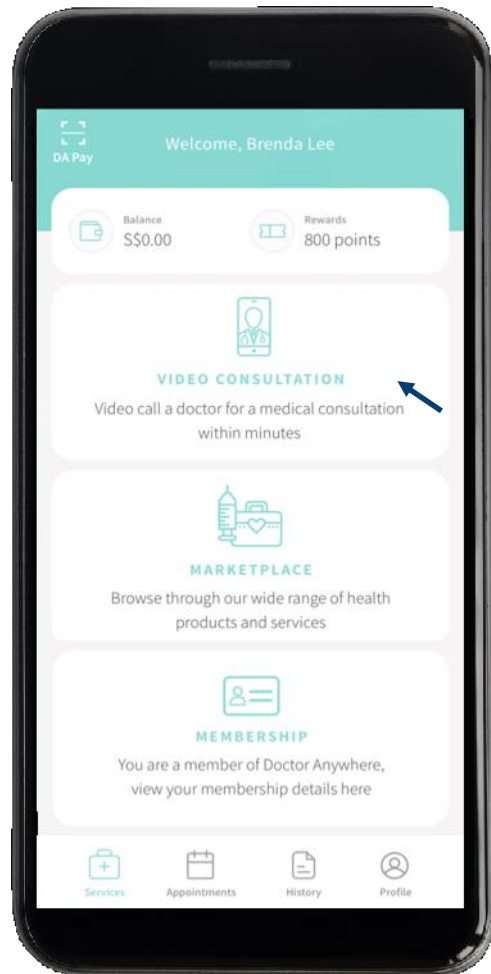 Welcome, Brenda Lee
DA Pay
Balance
S$0.00
Rewards
800 points
VIDEO CONSULTATION
Video call a doctor for a medical consultation
within minutes
MARKETPLACE
Browse through our wide range of health
products and services
MEMBERSHIP
You are a member of Doctor Anywhere,
view your membership details here
Services
Appointments
History
Profile